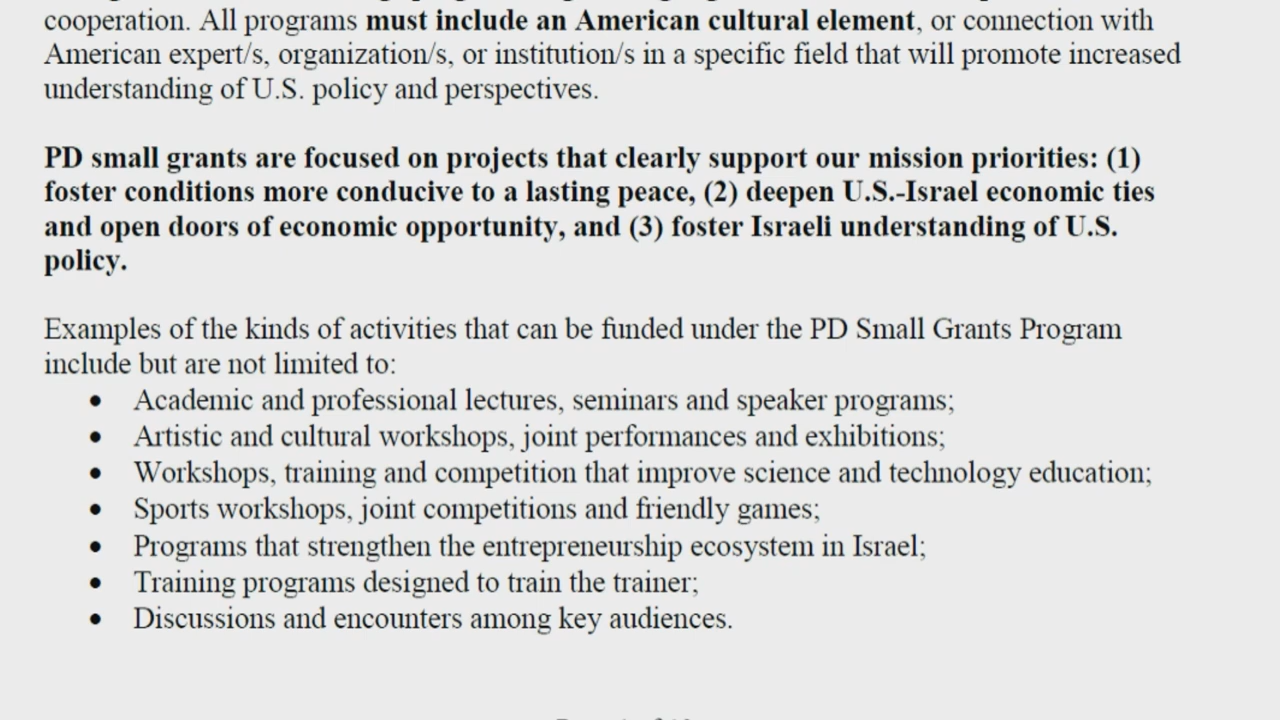 cooperation. All programs must include an American cultural element, or connection with
American expert/s, organization/s, or institution/s in a specific field that will promote increased
understanding of U.S. policy and perspectives.
PD small grants are focused on projects that clearly support our mission priorities: (1)
foster conditions more conducive to a lasting peace, (2) deepen U.S.-Israel economic ties
and open doors of economic opportunity, and (3) foster Israeli understanding of U.S.
policy.
Examples of the kinds of activities that can be funded under the PD Small Grants Program
include but are not limited to:
• Academic and professional lectures, seminars and speaker programs;
• Artistic and cultural workshops, joint performances and exhibitions;
• Workshops, training and competition that improve science and technology education;
• Sports workshops, joint competitions and friendly games;
• Programs that strengthen the entrepreneurship ecosystem in Israel;
• Training programs designed to train the trainer;
• Discussions and encounters among key audiences.